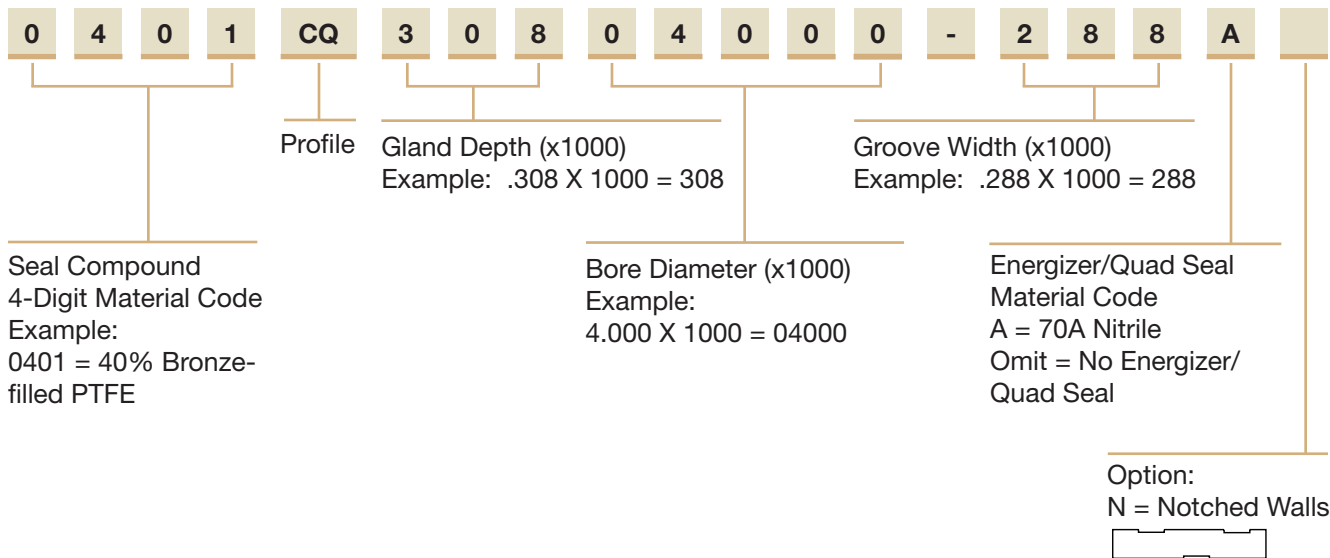 0 4 0 1 CQ 3 0 8 0 4 0 0 0 - 2 8 8 A
Profile
Gland Depth (x1000)
Example: .308 X 1000 = 308
Groove Width (x1000)
Example: .288 X 1000 = 288
Seal Compound
4-Digit Material Code
Example:
0401 = 40% Bronze-
filled PTFE
Bore Diameter (x1000)
Example:
4.000 X 1000 = 04000
Energizer/Quad Seal
Material Code
A = 70A Nitrile
Omit = No Energizer/
Quad Seal
Option:
N = Notched Walls